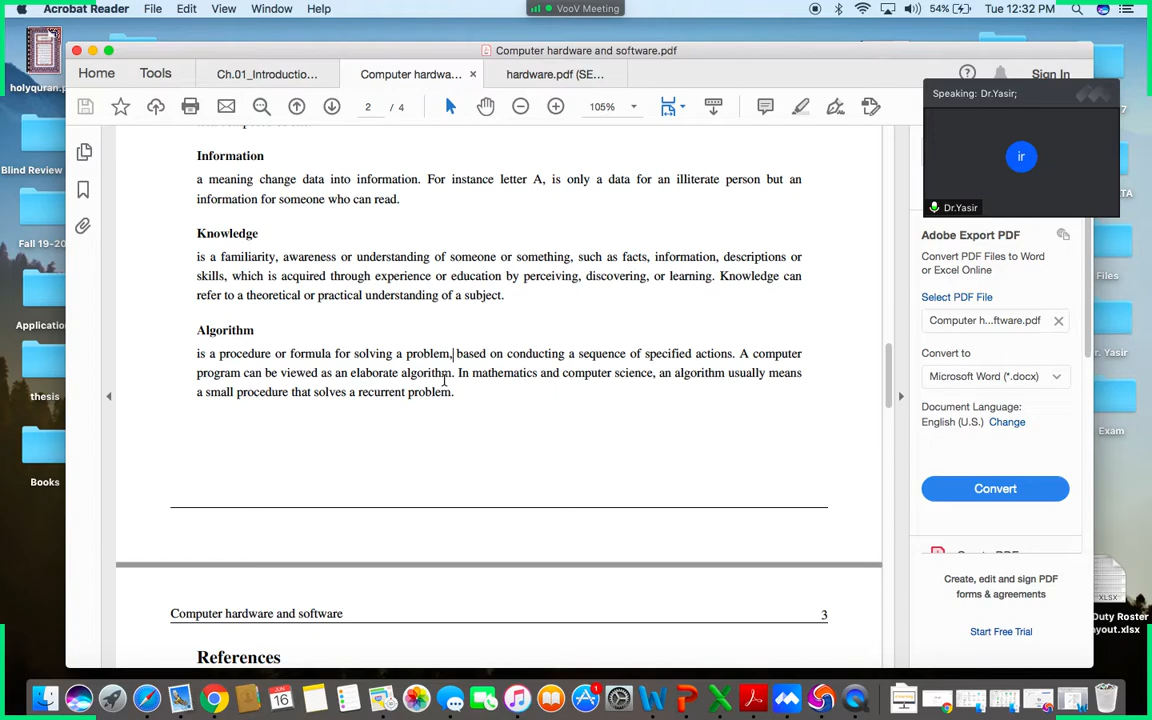 Acrobat Reader File Edit View Window Help
VooV Meeting
54% Tue 12:32 PM
Computer hardware and software.pdf
Home Tools Ch.01_Introductio... Computer hardwa... × hardware.pdf (SE...
Sign In
2 / 4
105%
Speaking: Dr.Yasir;
ir
Dr.Yasir
Information
a meaning change data into information. For instance letter A, is only a data for an illiterate person but an
information for someone who can read.
Knowledge
is a familiarity, awareness or understanding of someone or something, such as facts, information, descriptions or
skills, which is acquired through experience or education by perceiving, discovering, or learning. Knowledge can
refer to a theoretical or practical understanding of a subject.
Algorithm
is a procedure or formula for solving a problem, based on conducting a sequence of specified actions. A computer
program can be viewed as an elaborate algorithm. In mathematics and computer science, an algorithm usually means
a small procedure that solves a recurrent problem.
Computer hardware and software 3
References
Adobe Export PDF
Convert PDF Files to Word
or Excel Online
Select PDF File
Computer h...ftware.pdf
Convert to
Microsoft Word (*.docx)
Document Language:
English (U.S.) Change
Convert
Create, edit and sign PDF
forms & agreements
Start Free Trial
holyquran.p
Blind Review
Fall 19-20
Application
thesis
Books
TA
Files
Yasir
Exam
XLSX
Duty Roster
ayout.xlsx
JUN
16
1